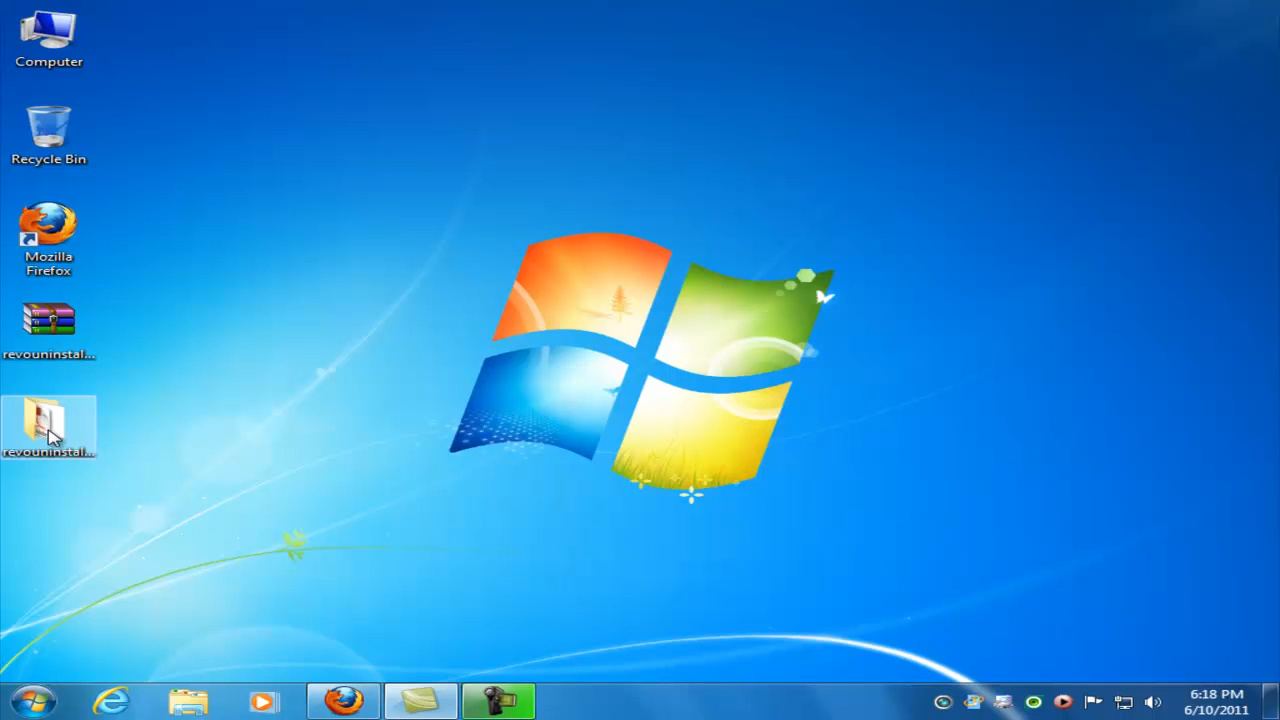 Computer
Recycle Bin
Mozilla
Firefox
revouninstal...
revouninstal...
6:18 PM
6/10/2011